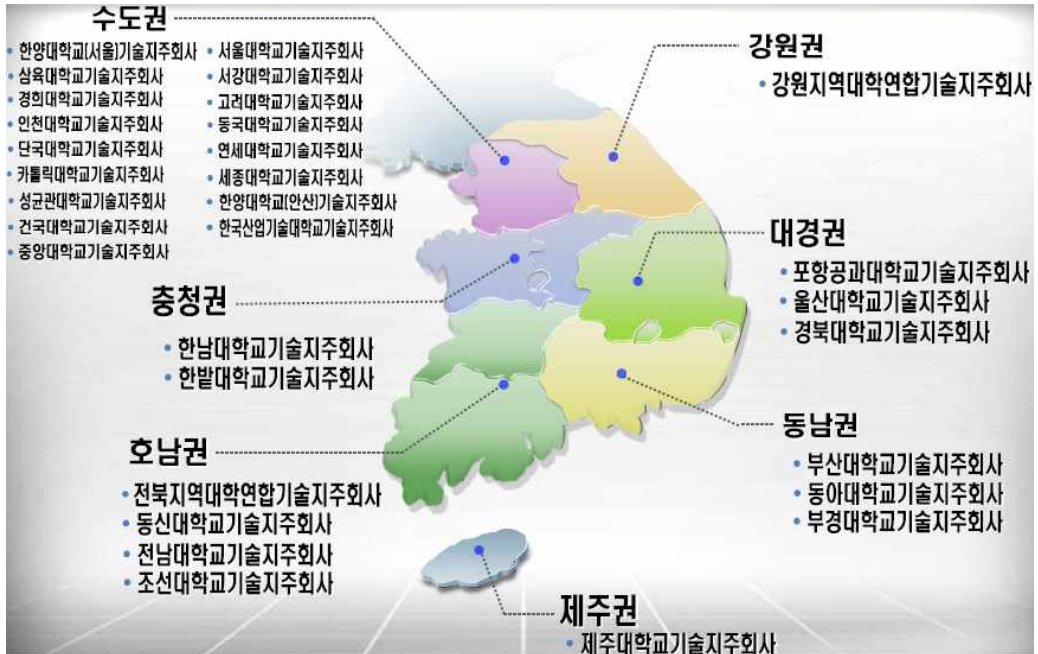 수도권
• 한양대학교(서울)기술지주회사
• 삼육대학교기술지주회사
• 경희대학교기술지주회사
• 인천대학교기술지주회사
• 단국대학교기술지주회사
• 카톨릭대학교기술지주회사
• 성균관대학교기술지주회사
• 건국대학교기술지주회사
• 중앙대학교기술지주회사
• 서울대학교기술지주회사
• 서강대학교기술지주회사
• 고려대학교기술지주회사
• 동국대학교기술지주회사
• 연세대학교기술지주회사
• 세종대학교기술지주회사
• 한양대학교(안산)기술지주회사
• 한국산업기술대학교기술지주회사
강원권
• 강원지역대학연합기술지주회사
대경권
• 포항공과대학교기술지주회사
• 울산대학교기술지주회사
• 경북대학교기술지주회사
충청권
• 한남대학교기술지주회사
• 한밭대학교기술지주회사
동남권
• 부산대학교기술지주회사
• 동아대학교기술지주회사
• 부경대학교기술지주회사
호남권
• 전북지역대학연합기술지주회사
• 동신대학교기술지주회사
• 전남대학교기술지주회사
• 조선대학교기술지주회사
제주권
• 제주대학교기술지주회사